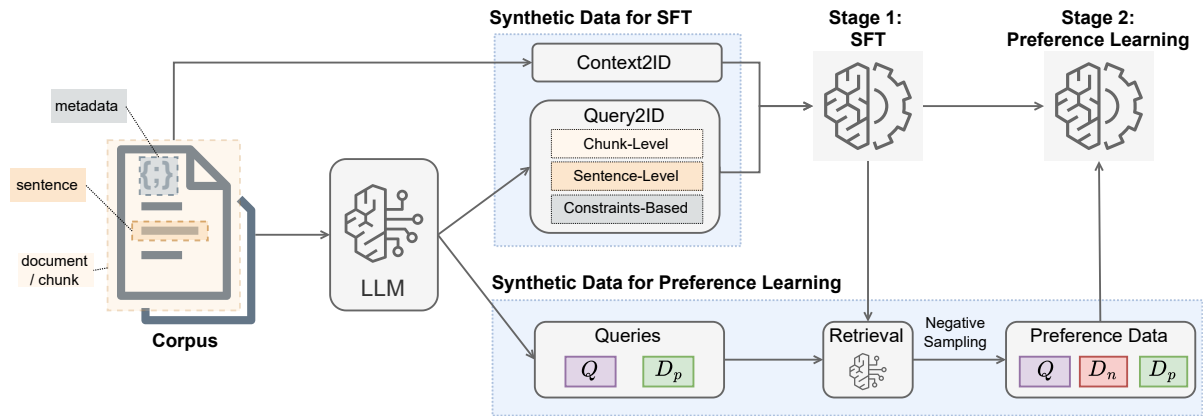 Synthetic Data for SFT
Stage 1:
SFT
Stage 2:
Preference Learning
Context2ID
metadata
Query2ID
Chunk-Level
Sentence-Level
Constraints-Based
{;}
sentence
document
/ chunk
LLM
Corpus
Synthetic Data for Preference Learning
Queries
Q
D_p
Retrieval
Negative
Sampling
Preference Data
Q
D_n
D_p